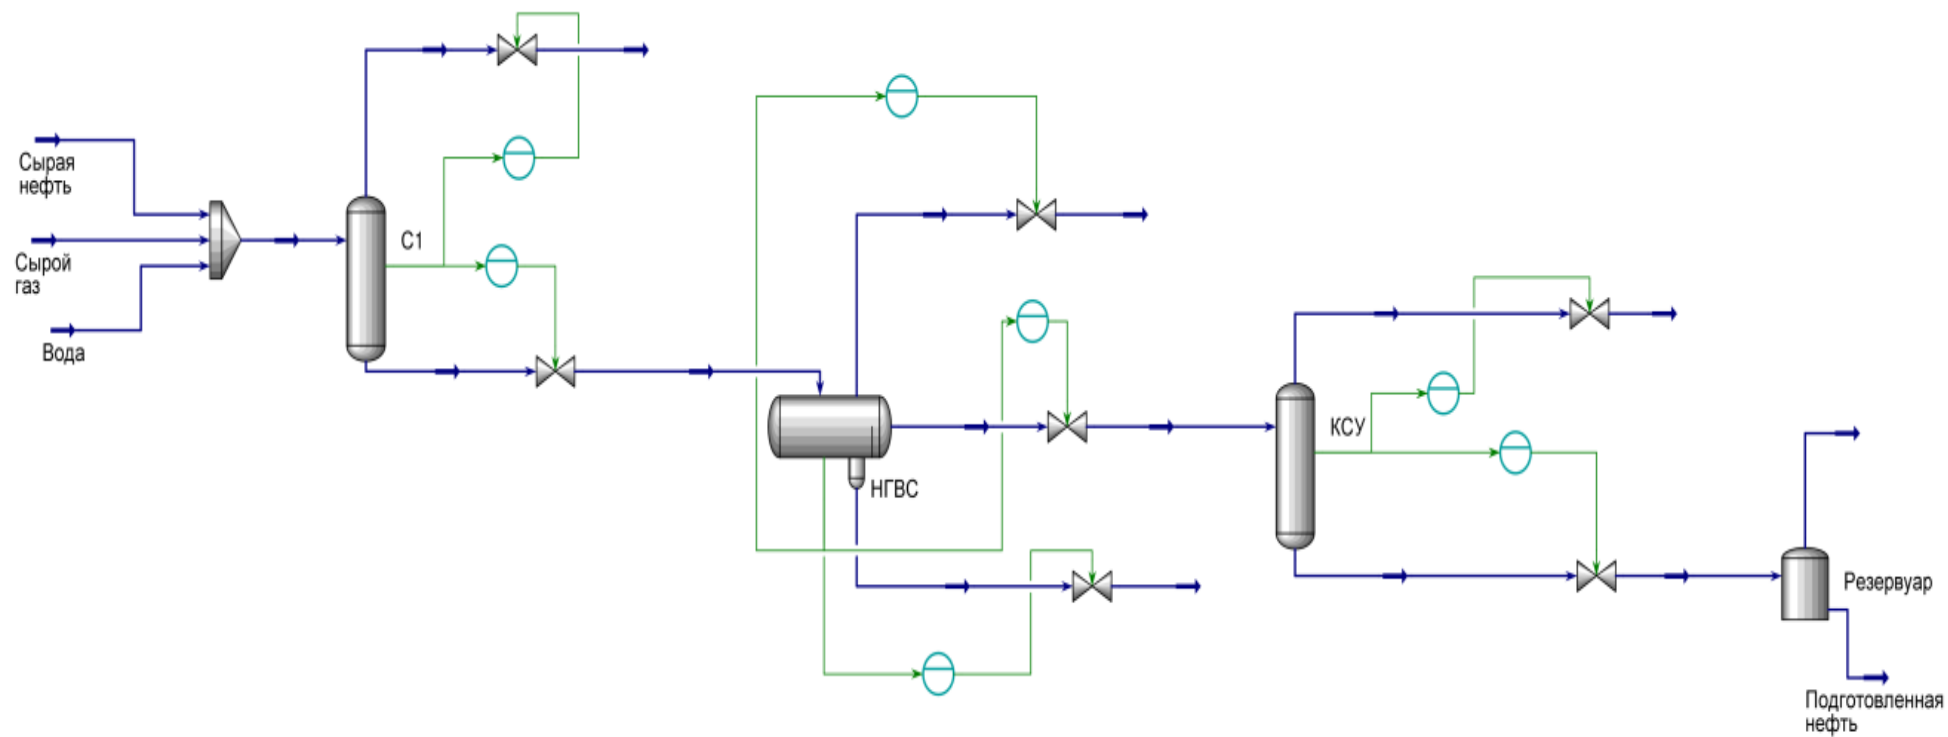 Сырая
нефть
Сырой
газ
Вода
С1
НГВС
КСУ
Резервуар
Подготовленная
нефть